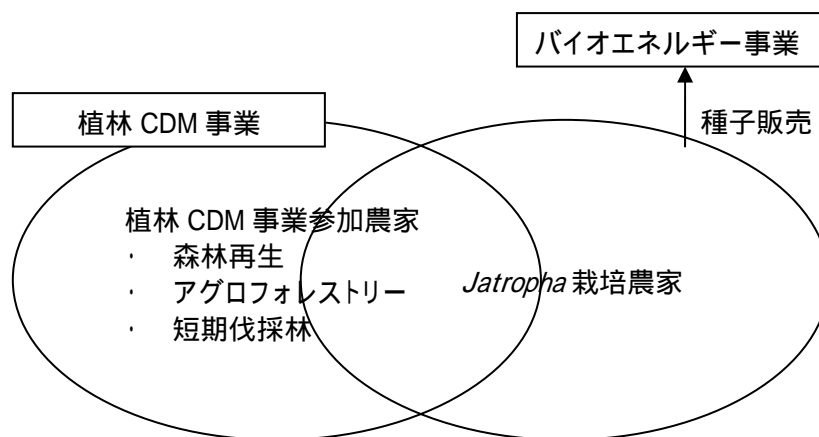 バイオエネルギー事業
植林 CDM 事業
種子販売
植林 CDM 事業参加農家
・ 森林再生
・ アグロフォレストリー
・ 短期伐採林
Jatropha 栽培農家